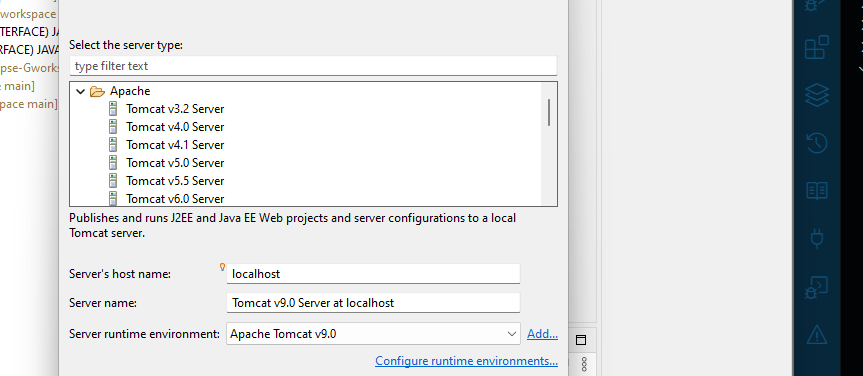 workspace
TERFACE) JA
RFACE) JAVA
pse-Gworks
e main]
pace main]
Select the server type:
type filter text
Apache
Tomcat v3.2 Server
Tomcat v4.0 Server
Tomcat v4.1 Server
Tomcat v5.0 Server
Tomcat v5.5 Server
Tomcat v6.0 Server
Publishes and runs J2EE and Java EE Web projects and server configurations to a local
Tomcat server.
Server's host name: localhost
Server name: Tomcat v9.0 Server at localhost
Server runtime environment: Apache Tomcat v9.0 Add...
Configure runtime environments...